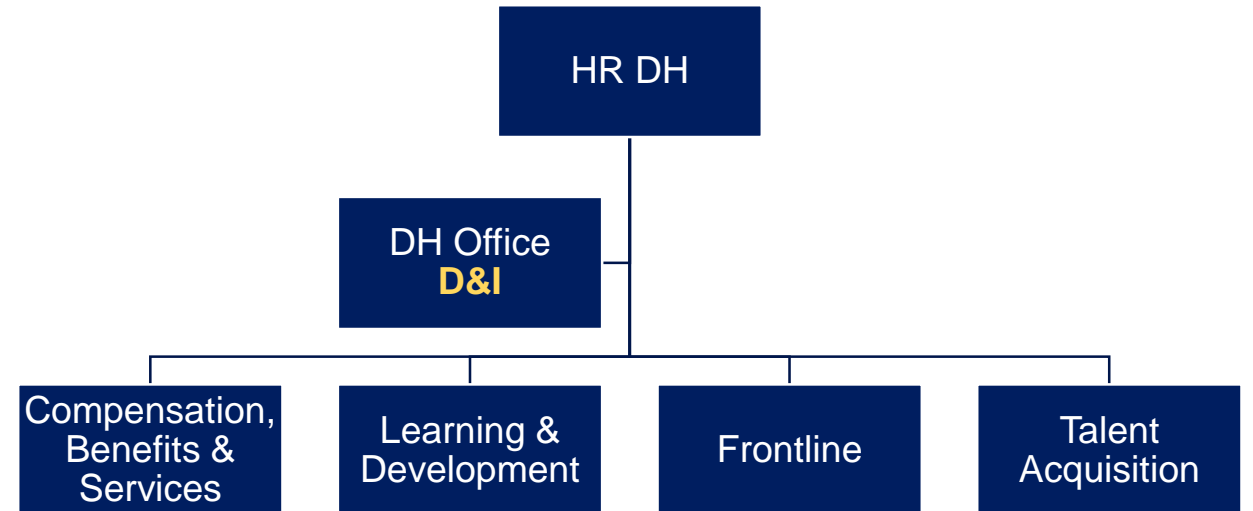 HR DH
DH Office
D&I
Compensation,
Benefits &
Services
Learning &
Development
Frontline
Talent
Acquisition